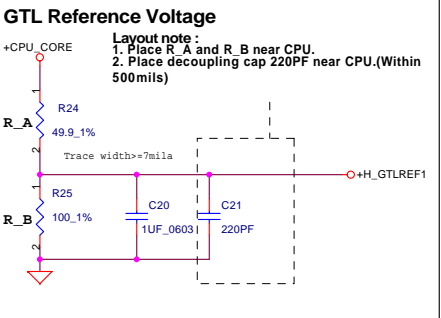 GTL Reference Voltage
+CPU_CORE
Layout note :
1. Place R_A and R_B near CPU.
2. Place decoupling cap 220PF near CPU.(Within
500mils)
1
R24
R_A
49.9_1%
2
Trace width>=7mila
+H_GTLREF1
1
R25
R_B
100_1%
2
C20
1UF_0603
C21
220PF